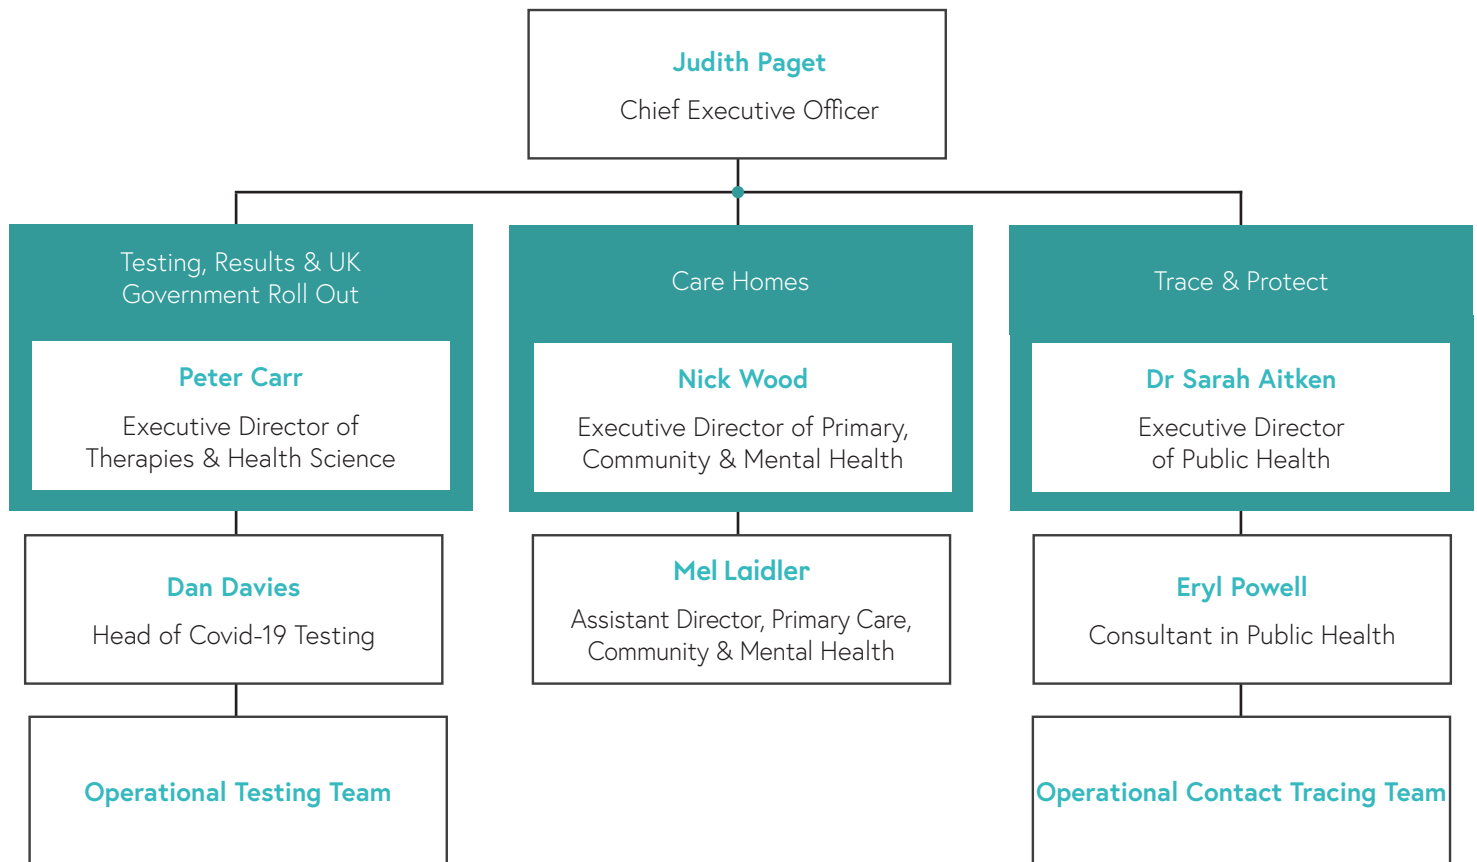 Judith Paget
Chief Executive Officer
Testing, Results & UK
Government Roll Out
Peter Carr
Executive Director of
Therapies & Health Science
Care Homes
Nick Wood
Executive Director of Primary,
Community & Mental Health
Trace & Protect
Dr Sarah Aitken
Executive Director
of Public Health
Dan Davies
Head of Covid-19 Testing
Mel Laidler
Assistant Director, Primary Care,
Community & Mental Health
Eryl Powell
Consultant in Public Health
Operational Testing Team
Operational Contact Tracing Team